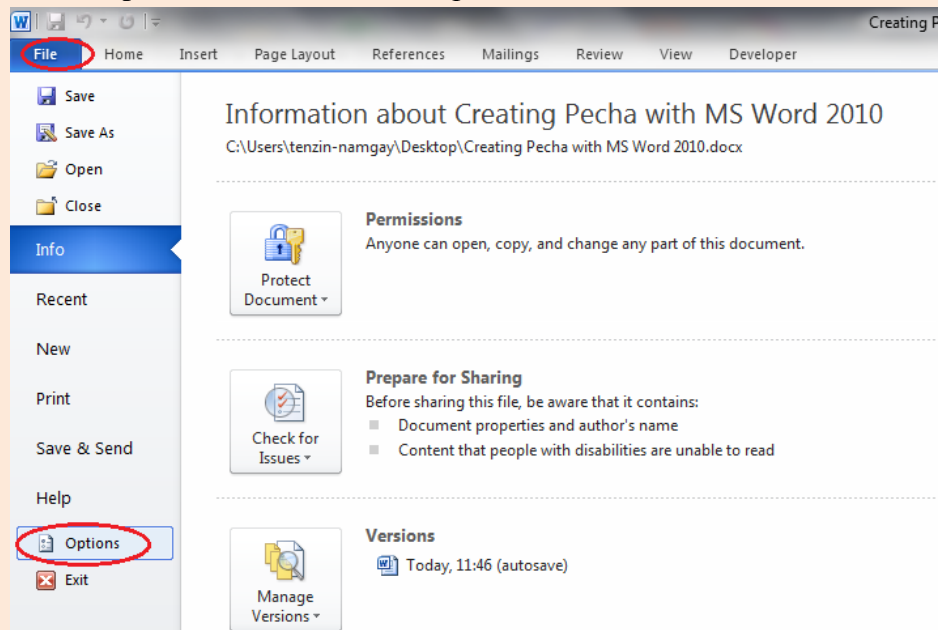 Creating P
File Home Insert Page Layout References Mailings Review View Developer
Save
Save As
Open
Close
Info
Recent
New
Print
Save & Send
Help
Options
Exit
Information about Creating Pecha with MS Word 2010
C:\Users\tenzin-namgay\Desktop\Creating Pecha with MS Word 2010.docx
Protect
Document
Permissions
Anyone can open, copy, and change any part of this document.
Check for
Issues
Prepare for Sharing
Before sharing this file, be aware that it contains:
Document properties and author's name
Content that people with disabilities are unable to read
Manage
Versions
Versions
Today, 11:46 (autosave)